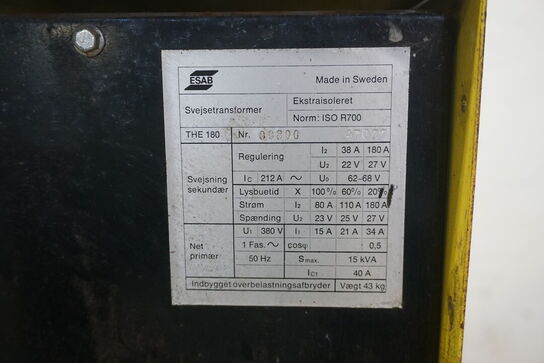 ESAB
Made in Sweden
Svejsetransformer
Ekstraisoleret
Norm: ISO R700
THE 180 Nr.
Regulering I2 38 A 180 A
U2 22 V 27 V
Svejsning sekundær
IC 212 A ∼ U0 62-68 V
Lysbuetid X 100% 60% 20%
Strøm I2 80 A 110 A 180 A
Spænding U2 23 V 25 V 27 V
Net primær
U1 380 V I1 15 A 21 A 34 A
1 Fas. ∼ cosφ 0,5
50 Hz Smax. 15 kVA
IC1 40 A
Indbygget overbelastningsafbryder Vægt 43 kg